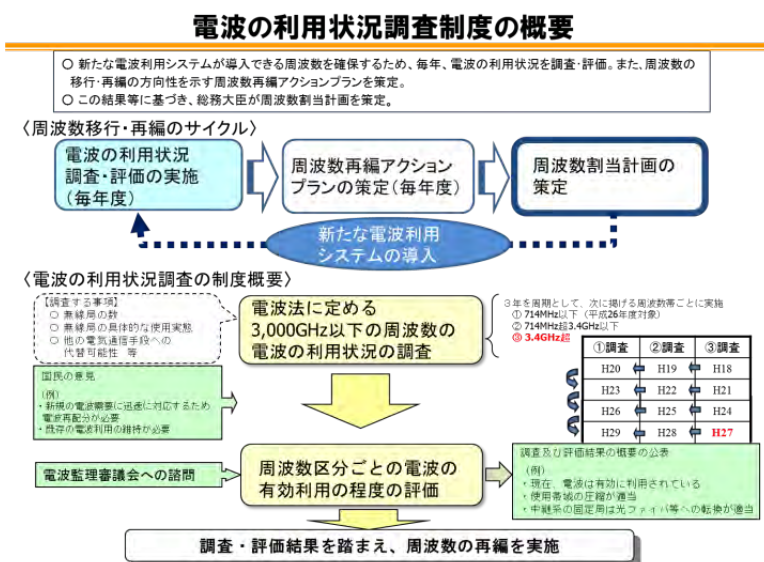 電波の利用状況調査制度の概要
○ 新たな電波利用システムが導入できる周波数を確保するため、毎年、電波の利用状況を調査・評価。また、周波数の
移行・再編の方向性を示す周波数再編アクションプランを策定。
○ この結果等に基づき、総務大臣が周波数割当計画を策定。
〈周波数移行・再編のサイクル〉
電波の利用状況
調査・評価の実施
(毎年度)
周波数再編アクション
プランの策定(毎年度)
周波数割当計画の
策定
新たな電波利用
システムの導入
〈電波の利用状況調査の制度概要〉
【調査する事項】
○ 無線局の数
○ 無線局の具体的な使用実態
○ 他の電気通信手段への
代替可能性 等
電波法に定める
3,000GHz以下の周波数の
電波の利用状況の調査
3年を周期として、次に掲げる周波数帯ごとに実施
① 714MHz以下 (平成26年度対象)
② 714MHz超3.4GHz以下
③ 3.4GHz超
①調査 ②調査 ③調査
H20 H19 H18
H23 H22 H21
H26 H25 H24
H29 H28 H27
国民の意見
(例)
・新規の電波需要に迅速に対応するため
電波再配分が必要
・既存の電波利用の維持が必要
電波監理審議会への諮問
周波数区分ごとの電波の
有効利用の程度の評価
調査及び評価結果の概要の公表
(例)
・現在、電波は有効に利用されている
・使用帯域の圧縮が適当
・中継系の固定局は光ファイバ等への転換が適当
調査・評価結果を踏まえ、周波数の再編を実施